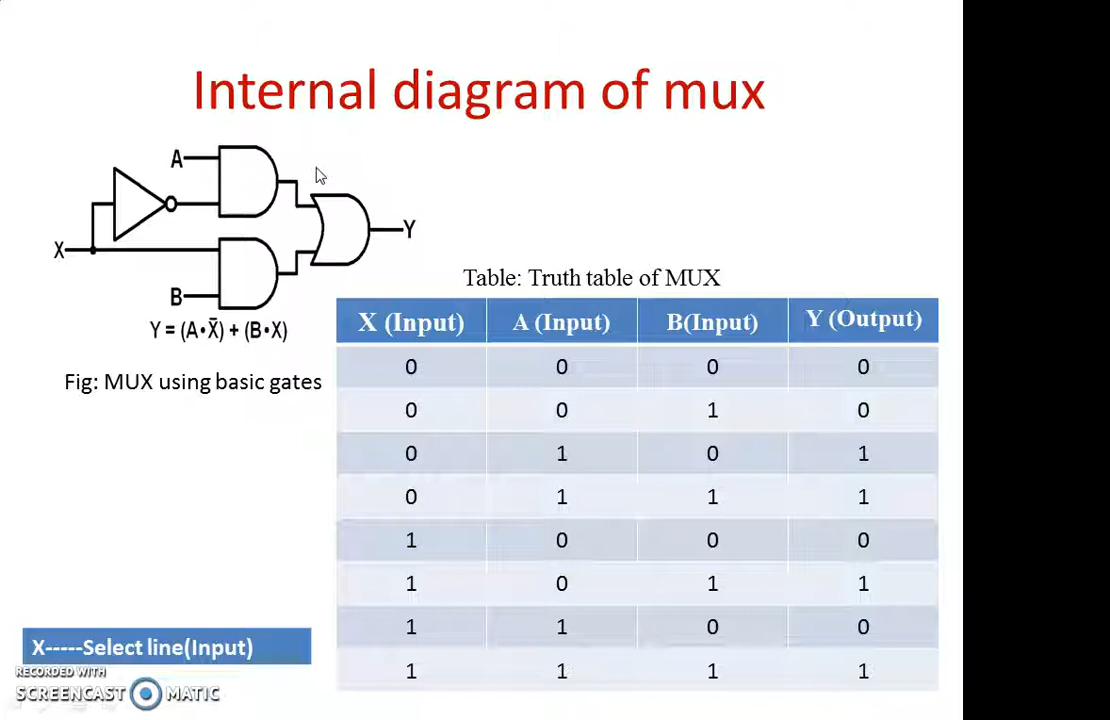 Internal diagram of mux
A
X
Y
B
Y = (A•X̄) + (B•X)
Fig: MUX using basic gates
Table: Truth table of MUX
X (Input) A (Input) B(Input) Y (Output)
0 0 0 0
0 0 1 0
0 1 0 1
0 1 1 1
1 0 0 0
1 0 1 1
1 1 0 0
1 1 1 1
X-----Select line(Input)
RECORDED WITH
SCREENCAST MATIC